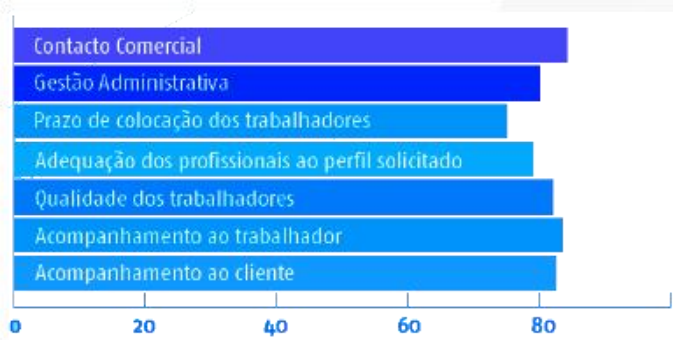 Contacto Comercial
Gestão Administrativa
Prazo de colocação dos trabalhadores
Adequação dos profissionais ao perfil solicitado
Qualidade dos trabalhadores
Acompanhamento ao trabalhador
Acompanhamento ao cliente
0 20 40 60 80